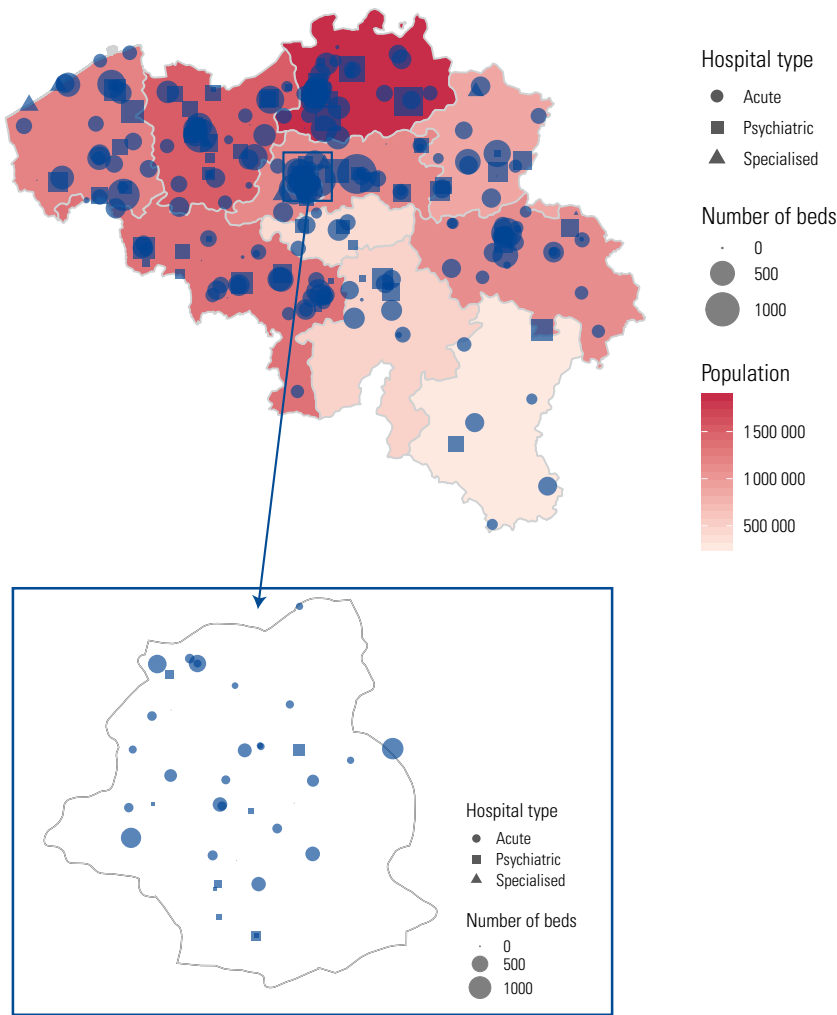 Hospital type
Acute
Psychiatric
Specialised
Number of beds
0
500
1000
Population
1 500 000
1 000 000
500 000
Hospital type
Acute
Psychiatric
Specialised
Number of beds
0
500
1000